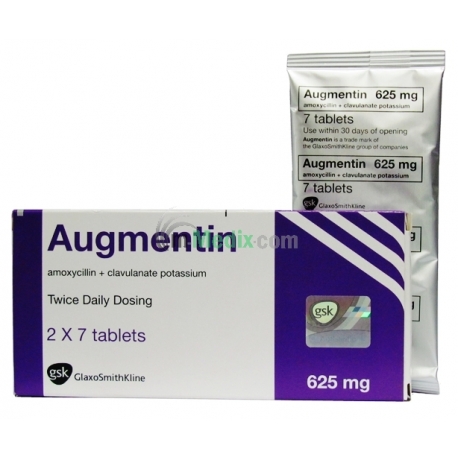 Augmentin 625 mg
amoxycillin + clavulanate potassium
7 tablets
Use within 30 days of opening
Augmentin is a trade mark of
the GlaxoSmithKline group of companies
Augmentin 625 mg
amoxycillin + clavulanate potassium
7 tablets
gsk GlaxoSmithKline
Augmentin
amoxycillin + clavulanate potassium
Twice Daily Dosing
2 X 7 tablets
gsk
gsk GlaxoSmithKline
625 mg